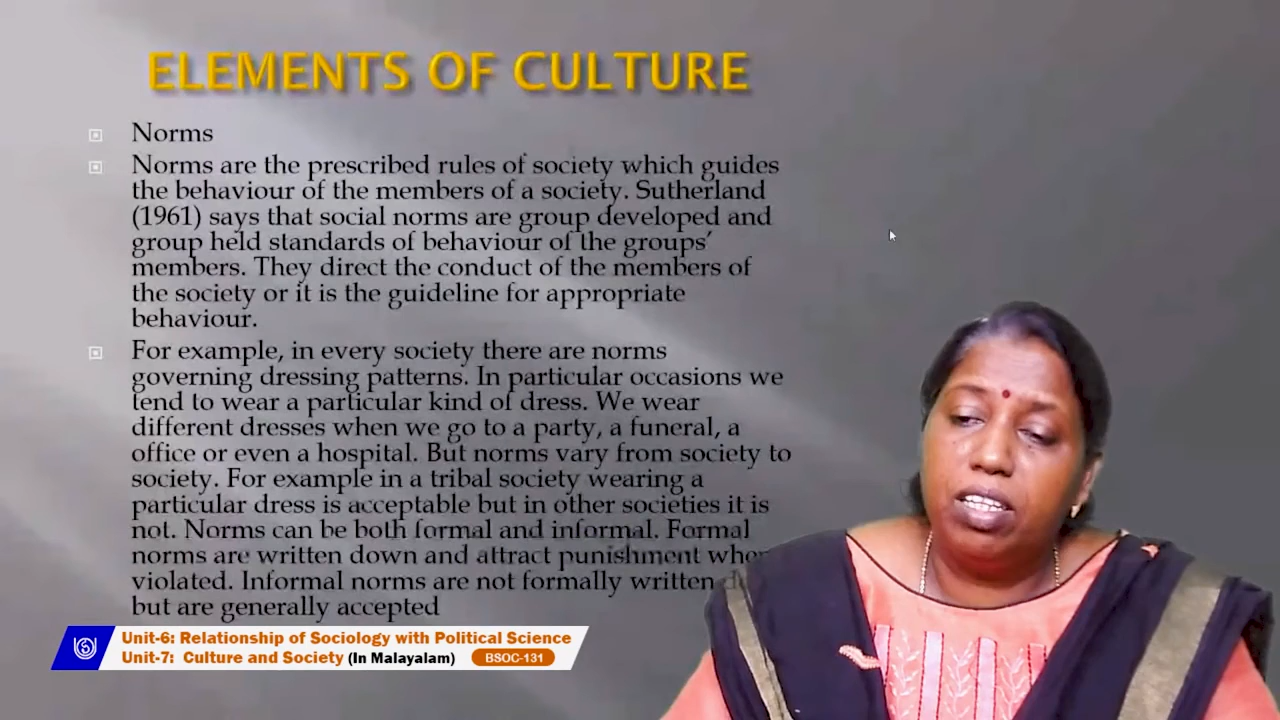 ELEMENTS OF CULTURE
Norms
Norms are the prescribed rules of society which guides
the behaviour of the members of a society. Sutherland
(1961) says that social norms are group developed and
group held standards of behaviour of the groups’
members. They direct the conduct of the members of
the society or it is the guideline for appropriate
behaviour.
For example, in every society there are norms
governing dressing patterns. In particular occasions we
tend to wear a particular kind of dress. We wear
different dresses when we go to a party, a funeral, a
office or even a hospital. But norms vary from society to
society. For example in a tribal society wearing a
particular dress is acceptable but in other societies it is
not. Norms can be both formal and informal. Formal
norms are written down and attract punishment when
violated. Informal norms are not formally written
but are generally accepted
Unit-6: Relationship of Sociology with Political Science
Unit-7: Culture and Society (In Malayalam) BSOC-131